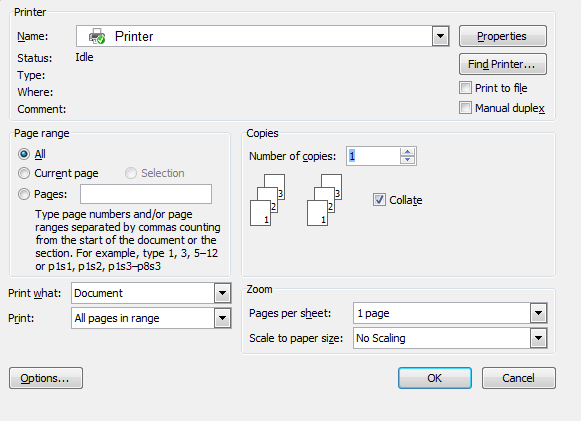 Printer
Name: Printer Properties
Status: Idle Find Printer...
Type:
Where: Print to file
Comment: Manual duplex
Page range
All
Current page Selection
Pages:
Type page numbers and/or page
ranges separated by commas counting
from the start of the document or the
section. For example, type 1, 3, 5–12
or p1s1, p1s2, p1s3–p8s3
Copies
Number of copies: 1
3 3
2 2
1 1
Collate
Print what: Document
Print: All pages in range
Zoom
Pages per sheet: 1 page
Scale to paper size: No Scaling
Options... OK Cancel